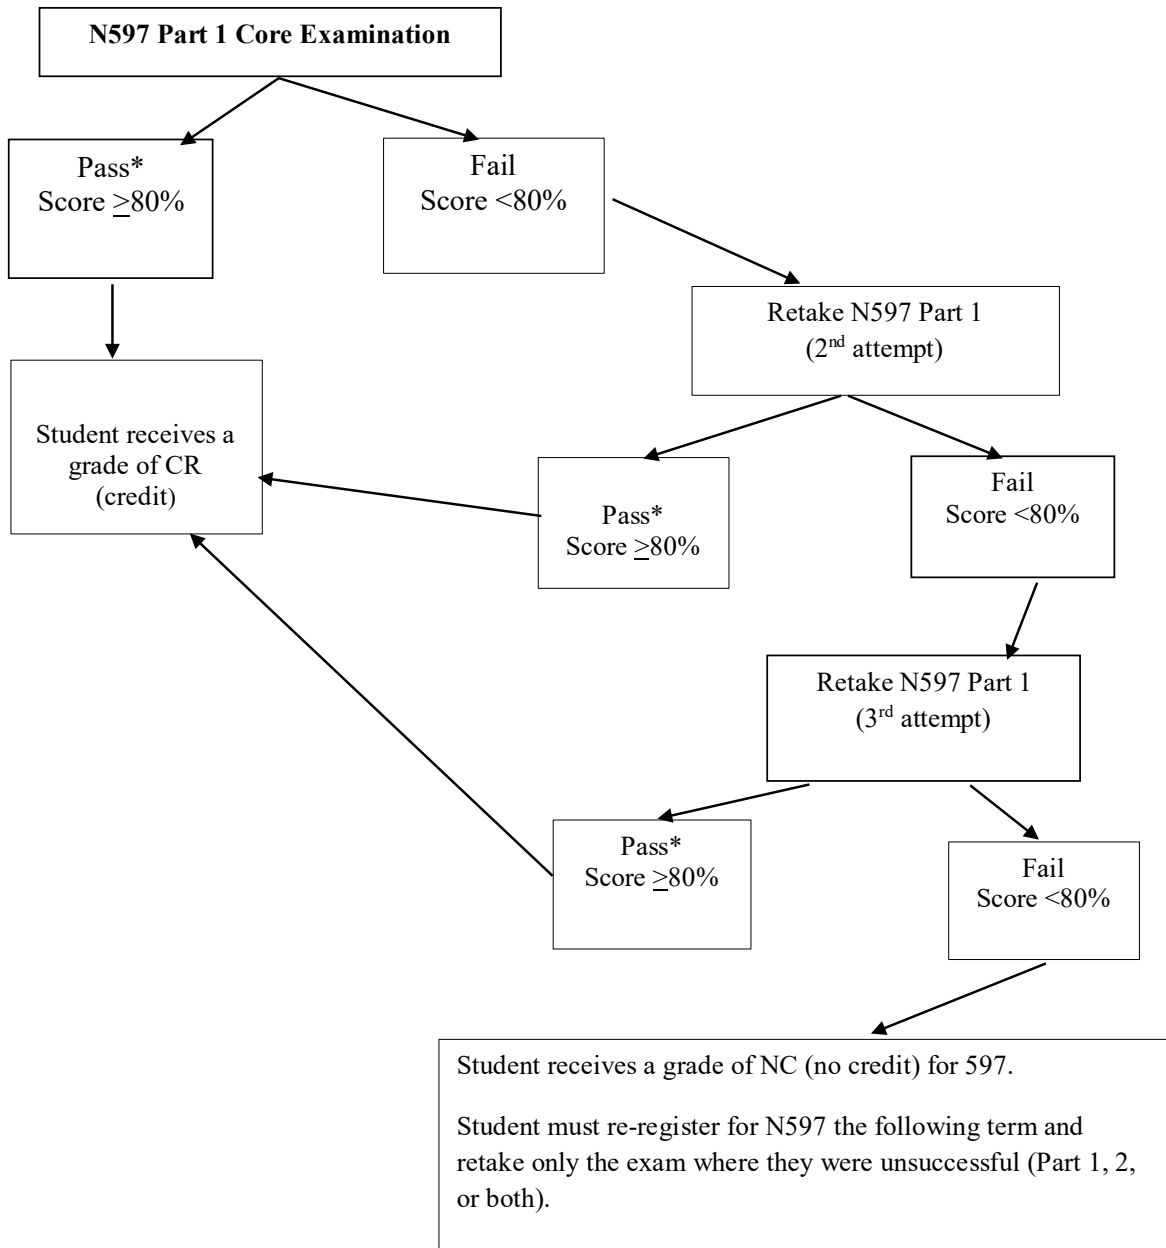 N597 Part 1 Core Examination
Pass*
Score ≥80%
Fail
Score <80%
Retake N597 Part 1
(2nd attempt)
Student receives a
grade of CR
(credit)
Pass*
Score ≥80%
Fail
Score <80%
Retake N597 Part 1
(3rd attempt)
Pass*
Score ≥80%
Fail
Score <80%
Student receives a grade of NC (no credit) for 597.
Student must re-register for N597 the following term and
retake only the exam where they were unsuccessful (Part 1, 2,
or both).